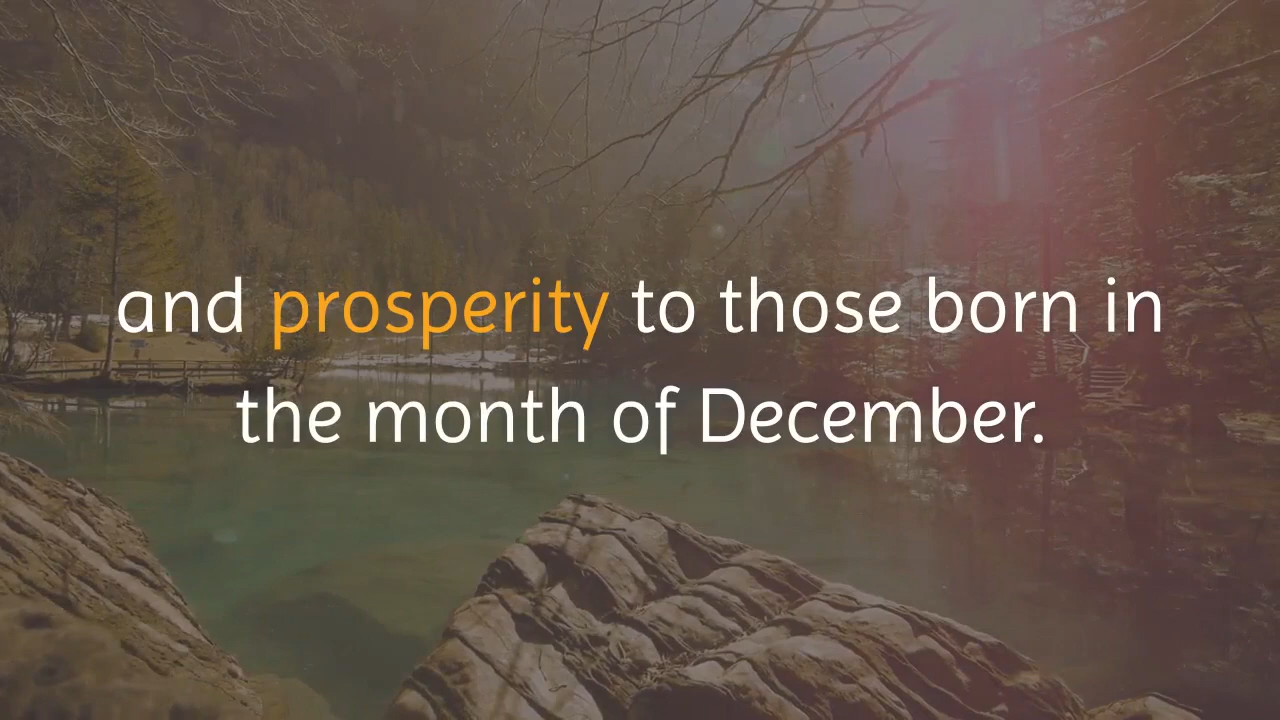 and prosperity to those born in
the month of December.